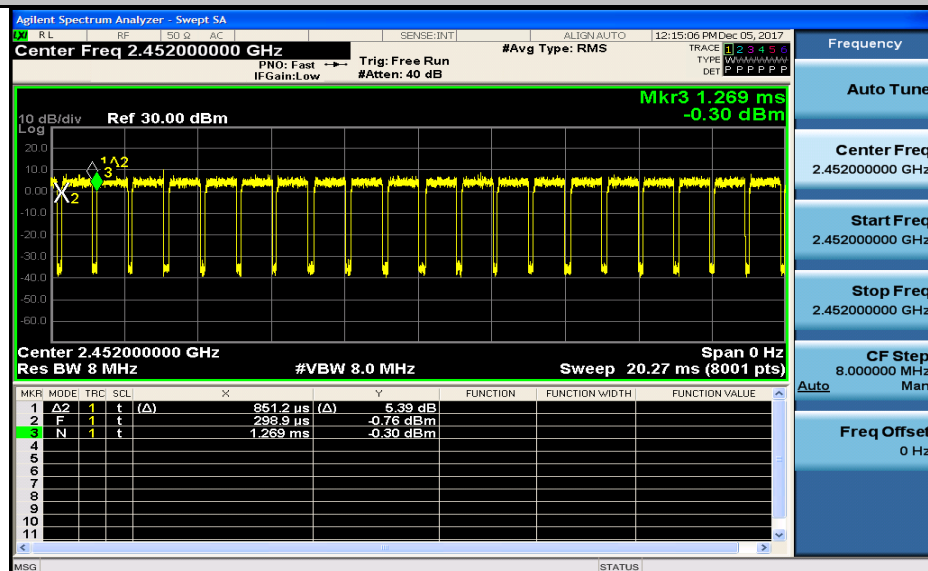 Agilent Spectrum Analyzer - Swept SA
LXI RL RF 50 Ω AC SENSE:INT ALIGNAUTO 12:15:06 PM Dec 05, 2017
Center Freq 2.452000000 GHz #Avg Type: RMS TRACE 1 2 3 4 5 6
PNO: Fast Trig: Free Run TYPE
IFGain:Low #Atten: 40 dB DET P P P P P P
Mkr3 1.269 ms
-0.30 dBm
10 dB/div Ref 30.00 dBm
Log
20.0
10.0
0.00
-10.0
-20.0
-30.0
-40.0
-50.0
-60.0
1Δ2
3
2
Center 2.452000000 GHz Span 0 Hz
Res BW 8 MHz #VBW 8.0 MHz Sweep 20.27 ms (8001 pts)
MKR MODE TRC SCL X Y FUNCTION FUNCTION WIDTH FUNCTION VALUE
1 Δ2 1 t (Δ) 851.2 µs (Δ) 5.39 dB
2 F 1 t 298.9 µs -0.76 dBm
3 N 1 t 1.269 ms -0.30 dBm
4
5
6
7
8
9
10
11
MSG STATUS
Frequency
Auto Tune
Center Freq
2.452000000 GHz
Start Freq
2.452000000 GHz
Stop Freq
2.452000000 GHz
CF Step
8.000000 MHz
Auto Man
Freq Offset
0 Hz